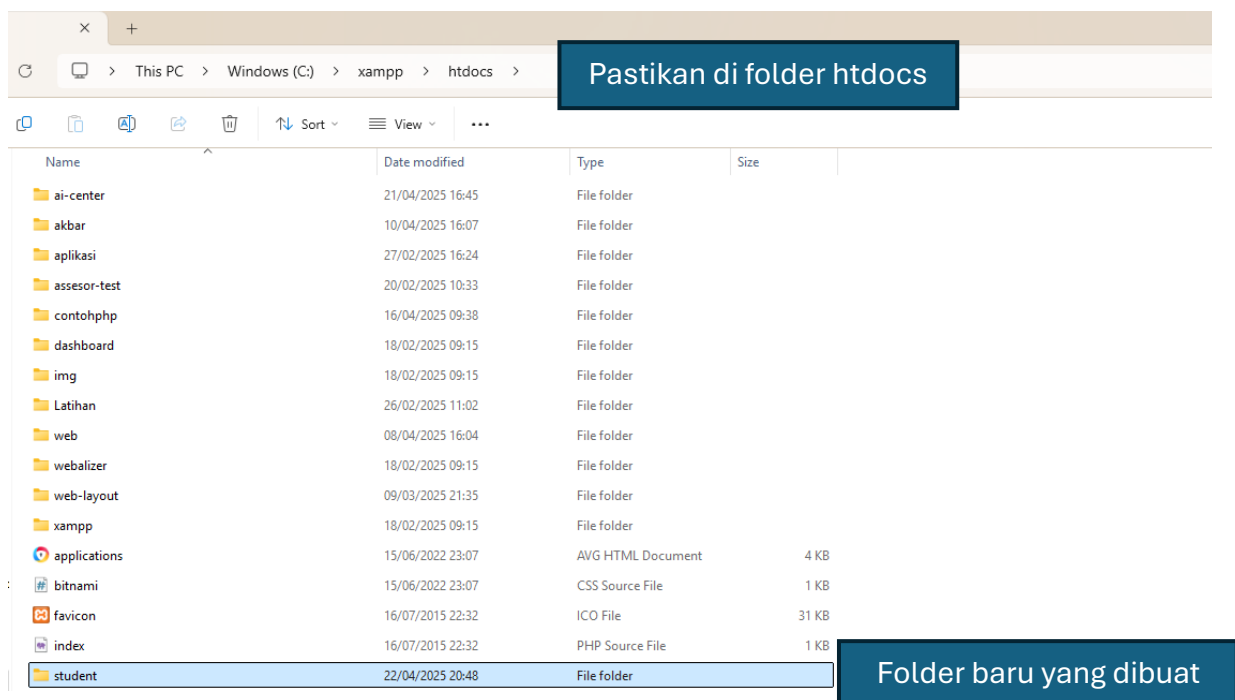 This PC > Windows (C:) > xampp > htdocs >
Pastikan di folder htdocs
Sort View ...
Name Date modified Type Size
ai-center 21/04/2025 16:45 File folder
akbar 10/04/2025 16:07 File folder
aplikasi 27/02/2025 16:24 File folder
assesor-test 20/02/2025 10:33 File folder
contohphp 16/04/2025 09:38 File folder
dashboard 18/02/2025 09:15 File folder
img 18/02/2025 09:15 File folder
Latihan 26/02/2025 11:02 File folder
web 08/04/2025 16:04 File folder
webalizer 18/02/2025 09:15 File folder
web-layout 09/03/2025 21:35 File folder
xampp 18/02/2025 09:15 File folder
applications 15/06/2022 23:07 AVG HTML Document 4 KB
bitnami 15/06/2022 23:07 CSS Source File 1 KB
favicon 16/07/2015 22:32 ICO File 31 KB
index 16/07/2015 22:32 PHP Source File 1 KB
student 22/04/2025 20:48 File folder
Folder baru yang dibuat